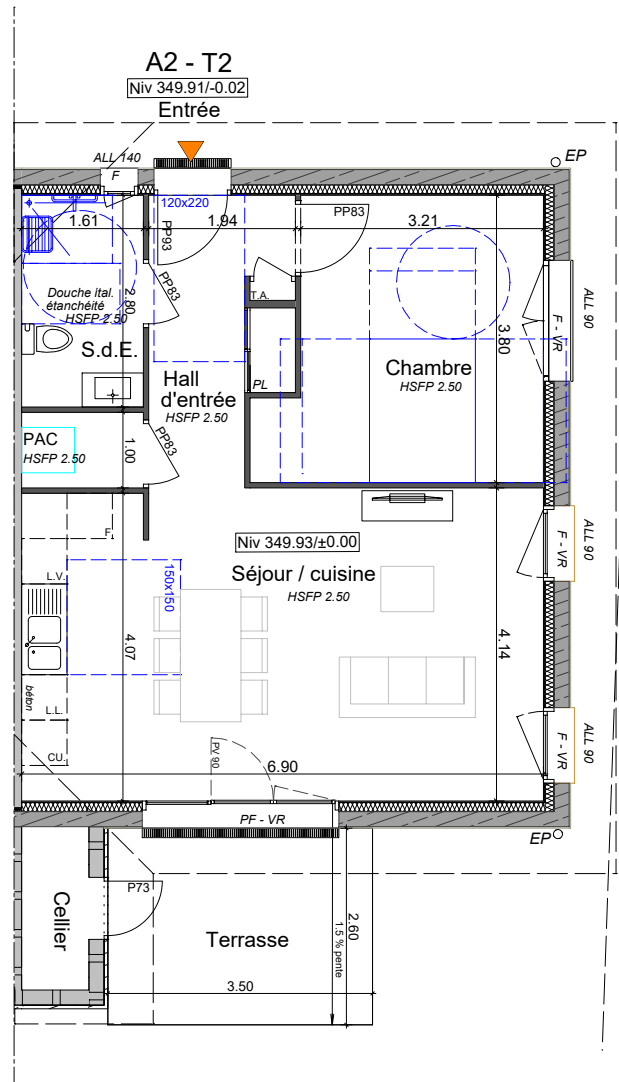 A2 - T2
Niv 349.91/-0.02
Entrée
ALL 140
F
EP
120x220
1.61
1.94
3.21
PP93
PP83
PP83
T.A.
ALL 90
F - VR
Douche ital.
étanchéité
HSFP 2.50
2.80
3.80
S.d.E.
Hall
d'entrée
HSFP 2.50
PL
Chambre
HSFP 2.50
PAC
HSFP 2.50
1.00
PP83
F.
Niv 349.93/±0.00
Séjour / cuisine
HSFP 2.50
ALL 90
F - VR
L.V.
150x150
4.07
4.14
béton
L.L.
CU.
PV 90
6.90
ALL 90
F - VR
PF - VR
EP
Cellier
P73
Terrasse
2.60
1.5 % pente
3.50